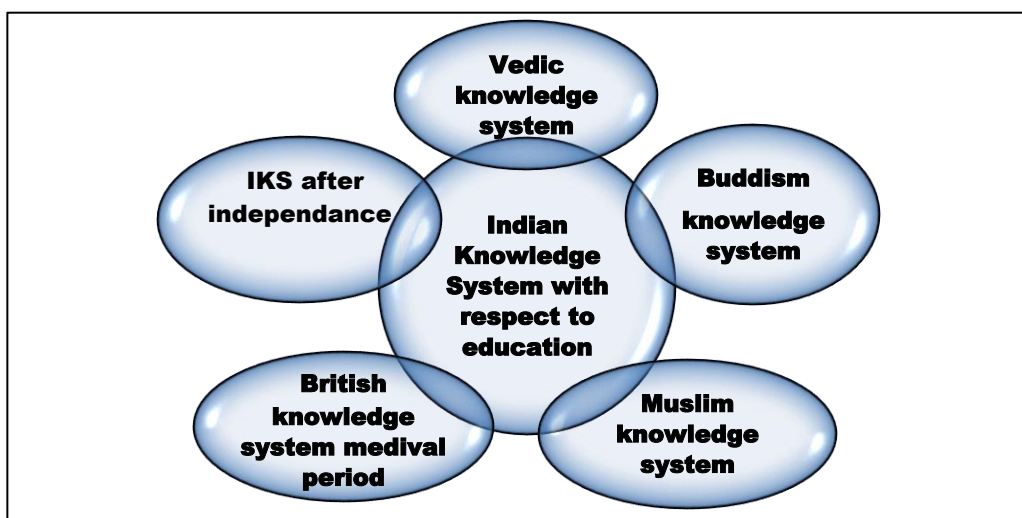 Vedic
knowledge
system
Buddism
knowledge
system
Muslim
knowledge
system
British
knowledge
system medival
period
IKS after
independance
Indian
Knowledge
System with
respect to
education